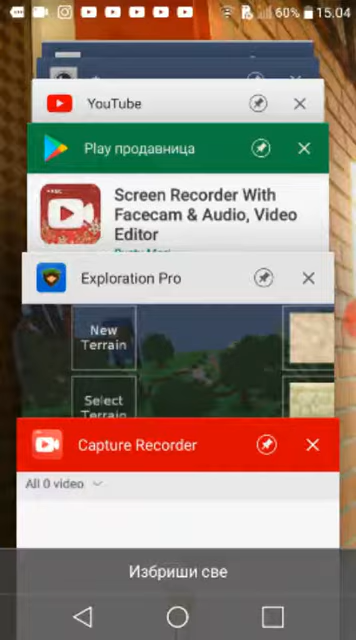 60% 15.04
YouTube
Play продавница
Screen Recorder With
Facecam & Audio, Video
Editor
Exploration Pro
New
Terrain
Select
Terrain
Capture Recorder
All 0 video
Избриши све